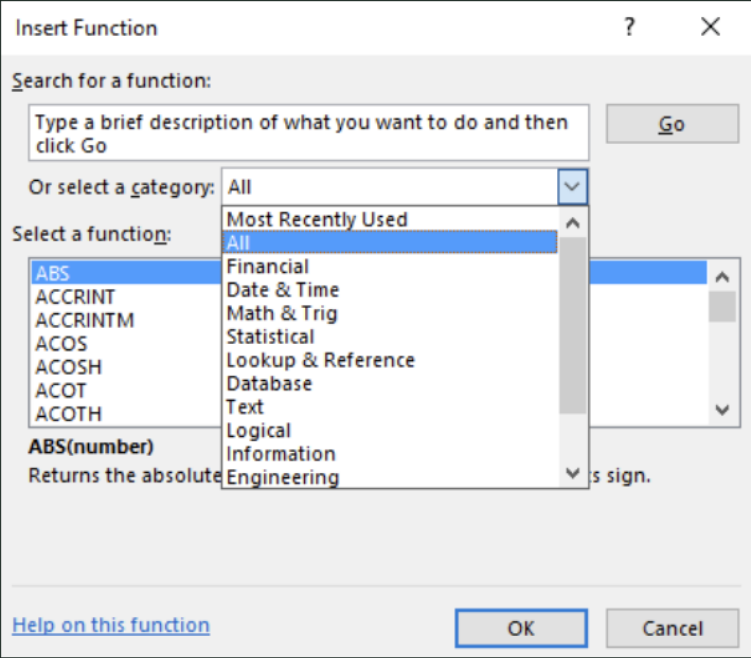 Insert Function
?
Search for a function:
Type a brief description of what you want to do and then
click Go
Go
Or select a category:
All
Most Recently Used
All
Financial
Date & Time
Math & Trig
Statistical
Lookup & Reference
Database
Text
Logical
Information
Engineering
Select a function:
ABS
ACCRINT
ACCRINTM
ACOS
ACOSH
ACOT
ACOTH
ABS(number)
Returns the absolute
s sign.
Help on this function
OK
Cancel